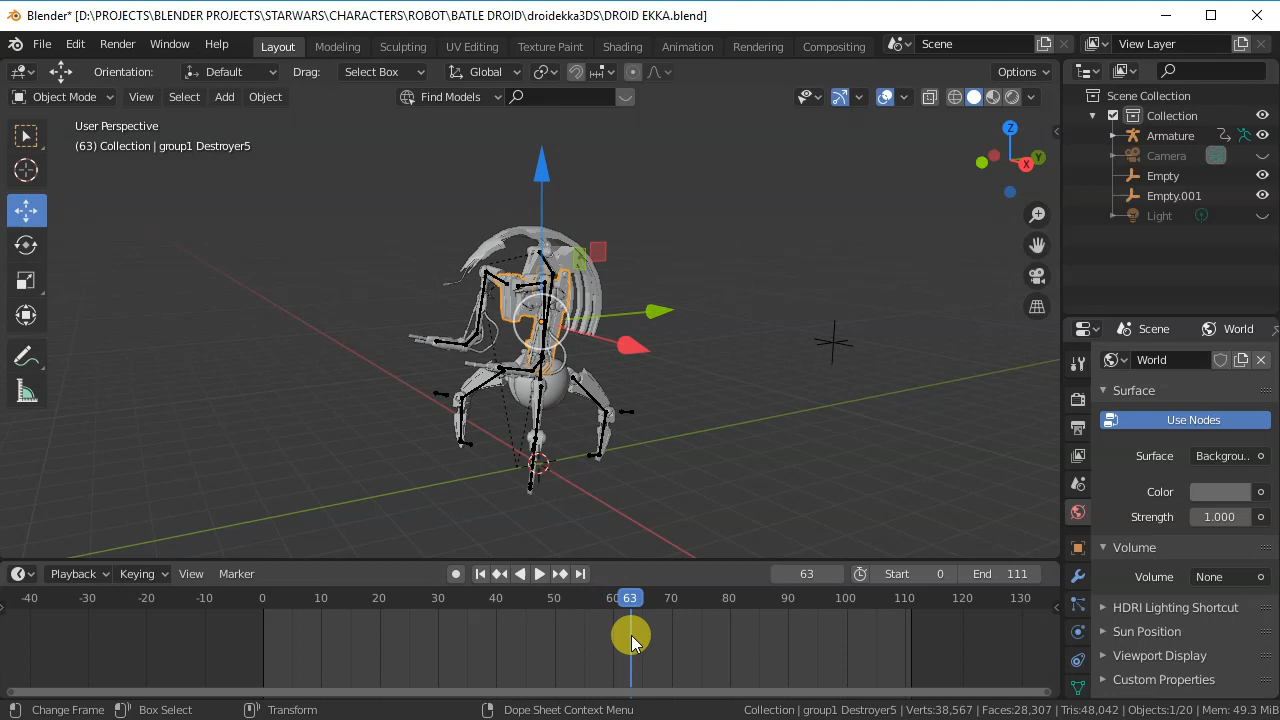 Blender* [D:\PROJECTS\BLENDER PROJECTS\STARWARS\CHARACTERS\ROBOT\BATLE DROID\droidekka3DS\DROID EKKA.blend]
File Edit Render Window Help Layout Modeling Sculpting UV Editing Texture Paint Shading Animation Rendering Compositing Scene View Layer
Orientation: Default Drag: Select Box Global Options
Object Mode View Select Add Object Find Models
User Perspective
(63) Collection | group1 Destroyer5
Z
Y
X
Scene Collection
Collection
Armature
Camera
Empty
Empty.001
Light
Scene World
World
Surface
Use Nodes
Surface Backgrou..
Color
Strength 1.000
Volume
Volume None
HDRI Lighting Shortcut
Sun Position
Viewport Display
Custom Properties
Playback Keying View Marker 63 Start 0 End 111
-40 -30 -20 -10 0 10 20 30 40 50 60 63 70 80 90 100 110 120 130
Change Frame Box Select Transform Dope Sheet Context Menu Collection | group1 Destroyer5 | Verts:38,567 | Faces:28,307 | Tris:48,042 | Objects:1/20 | Mem: 49.3 MiB